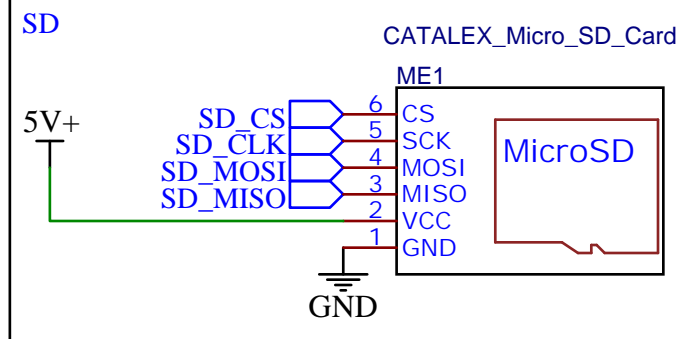 SD
CATALEX_Micro_SD_Card
ME1
5V+
SD_CS 6 CS
SD_CLK 5 SCK
SD_MOSI 4 MOSI
SD_MISO 3 MISO
2 VCC
1 GND
MicroSD
GND